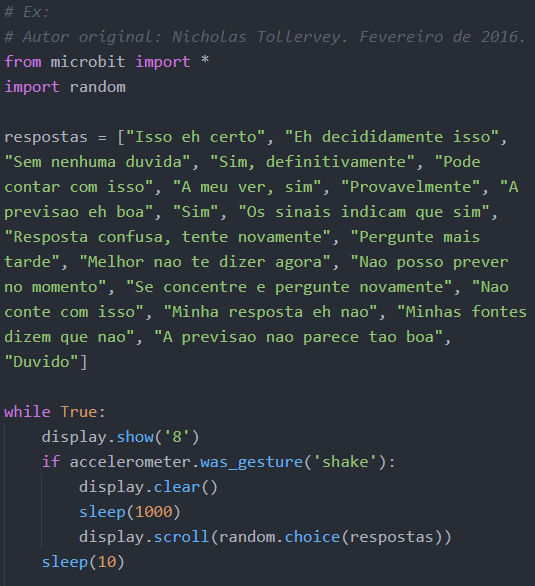 # Ex:
# Autor original: Nicholas Tollervey. Fevereiro de 2016.
from microbit import *
import random

respostas = ["Isso eh certo", "Eh decididamente isso",
"Sem nenhuma duvida", "Sim, definitivamente", "Pode
contar com isso", "A meu ver, sim", "Provavelmente", "A
previsao eh boa", "Sim", "Os sinais indicam que sim",
"Resposta confusa, tente novamente", "Pergunte mais
tarde", "Melhor nao te dizer agora", "Nao posso prever
no momento", "Se concentre e pergunte novamente", "Nao
conte com isso", "Minha resposta eh nao", "Minhas fontes
dizem que nao", "A previsao nao parece tao boa",
"Duvido"]

while True:
    display.show('8')
    if accelerometer.was_gesture('shake'):
        display.clear()
        sleep(1000)
        display.scroll(random.choice(respostas))
    sleep(10)